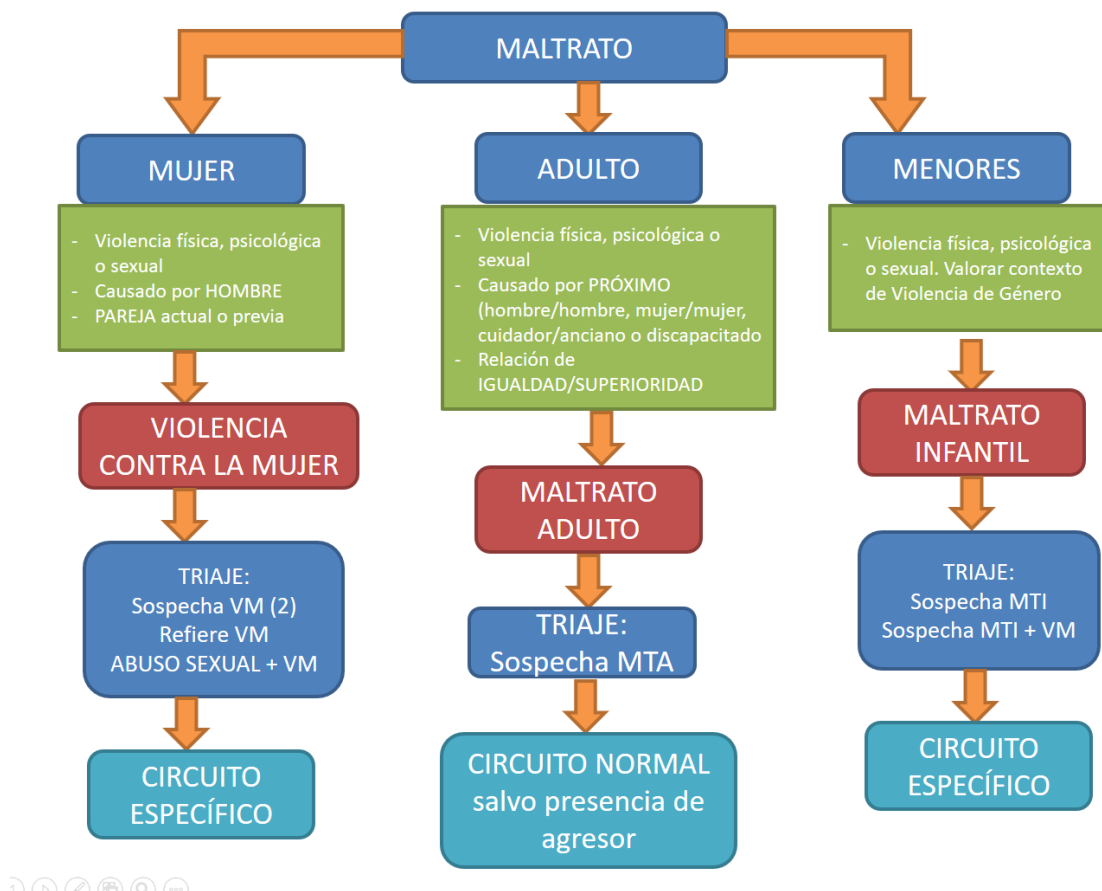 MALTRATO
MUJER
- Violencia física, psicológica
o sexual
- Causado por HOMBRE
- PAREJA actual o previa
VIOLENCIA
CONTRA LA MUJER
TRIAJE:
Sospecha VM (2)
Refiere VM
ABUSO SEXUAL + VM
CIRCUITO
ESPECÍFICO
ADULTO
- Violencia física, psicológica o
sexual
- Causado por PRÓXIMO
(hombre/hombre, mujer/mujer,
cuidador/anciano o discapacitado
- Relación de
IGUALDAD/SUPERIORIDAD
MALTRATO
ADULTO
TRIAJE:
Sospecha MTA
CIRCUITO NORMAL
salvo presencia de
agresor
MENORES
- Violencia física, psicológica
o sexual. Valorar contexto
de Violencia de Género
MALTRATO
INFANTIL
TRIAJE:
Sospecha MTI
Sospecha MTI + VM
CIRCUITO
ESPECÍFICO